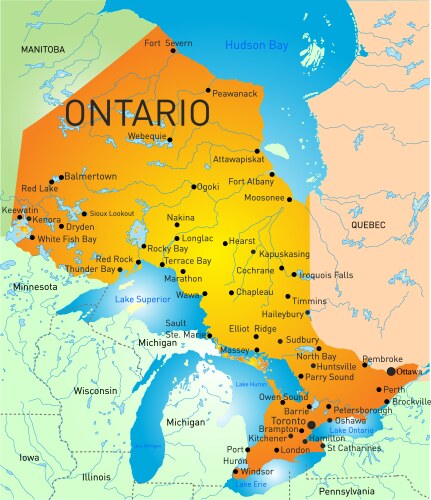 MANITOBA
Fort Severn
Hudson Bay
Peawanack
ONTARIO
Webequie
Attawapiskat
Balmertown
Red Lake
Ogoki
Fort Albany
Moosonee
Keewatin
Kenora
Sioux Lookout
Dryden
White Fish Bay
Nakina
Longlac
Hearst
QUEBEC
Rocky Bay
Kapuskasing
Red Rock
Terrace Bay
Cochrane
Iroquois Falls
Thunder Bay
Marathon
Minnesota
Lake Superior
Wawa
Chapleau
Timmins
Haileybury
Sault
Ste. Marie
Elliot Ridge
Michigan
Massey
Sudbury
North Bay
Pembroke
Huntsville
Ottawa
Parry Sound
Lake Huron
Perth
Wisconsin
Owen Sound
Brockville
Barrie
Petersborough
Michigan
Toronto
Oshawa
Brampton
Lake Ontario
Kitchener
Hamilton
Lake Michigan
Port
Huron
London
St Catharines
Iowa
Windsor
Illinois
Lake Erie
Pennsylvania